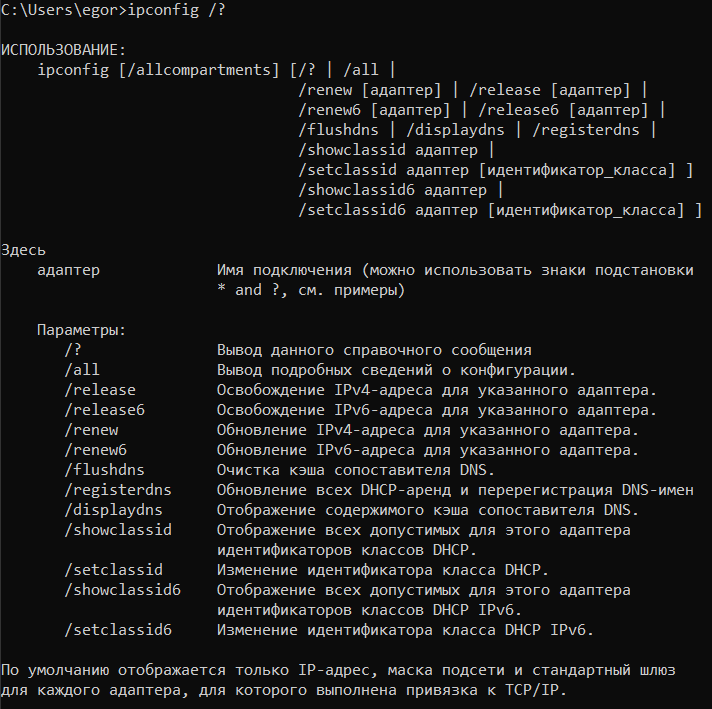 C:\Users\egor>ipconfig /?
ИСПОЛЬЗОВАНИЕ:
ipconfig [/allcompartments] [/? | /all |
/renew [адаптер] | /release [адаптер] |
/renew6 [адаптер] | /release6 [адаптер] |
/flushdns | /displaydns | /registerdns |
/showclassid адаптер |
/setclassid адаптер [идентификатор_класса] ]
/showclassid6 адаптер |
/setclassid6 адаптер [идентификатор_класса] ]
Здесь
адаптер Имя подключения (можно использовать знаки подстановки
* and ?, см. примеры)
Параметры:
/? Вывод данного справочного сообщения
/all Вывод подробных сведений о конфигурации.
/release Освобождение IPv4-адреса для указанного адаптера.
/release6 Освобождение IPv6-адреса для указанного адаптера.
/renew Обновление IPv4-адреса для указанного адаптера.
/renew6 Обновление IPv6-адреса для указанного адаптера.
/flushdns Очистка кэша сопоставителя DNS.
/registerdns Обновление всех DHCP-аренд и перерегистрация DNS-имен
/displaydns Отображение содержимого кэша сопоставителя DNS.
/showclassid Отображение всех допустимых для этого адаптера
идентификаторов классов DHCP.
/setclassid Изменение идентификатора класса DHCP.
/showclassid6 Отображение всех допустимых для этого адаптера
идентификаторов классов DHCP IPv6.
/setclassid6 Изменение идентификатора класса DHCP IPv6.
По умолчанию отображается только IP-адрес, маска подсети и стандартный шлюз
для каждого адаптера, для которого выполнена привязка к TCP/IP.